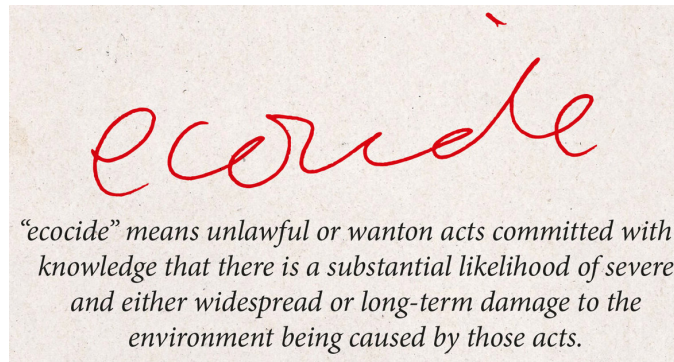 ecocide
“ecocide” means unlawful or wanton acts committed with
knowledge that there is a substantial likelihood of severe
and either widespread or long-term damage to the
environment being caused by those acts.